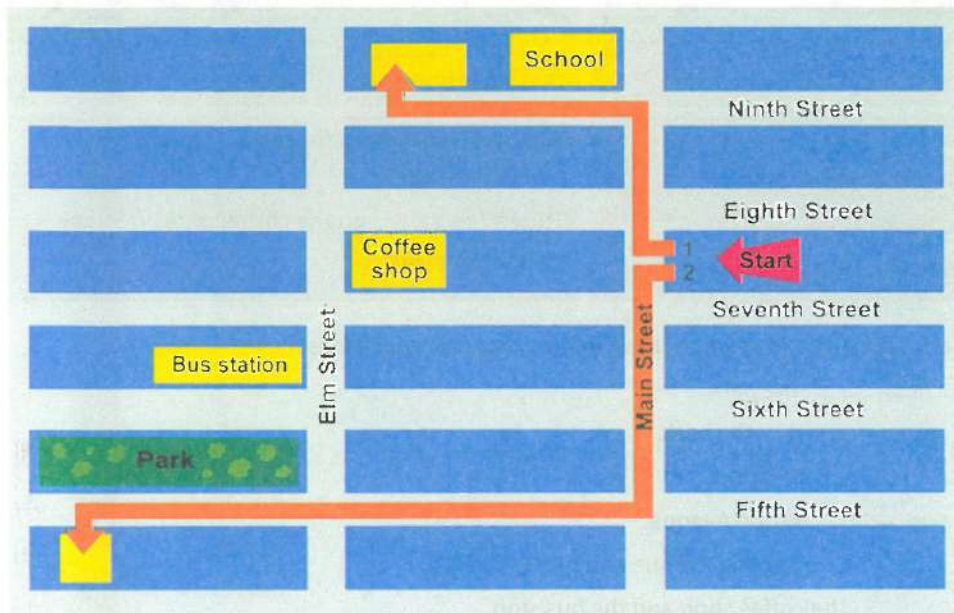 School
Ninth Street
Eighth Street
Coffee
shop
1
2
Start
Seventh Street
Elm Street
Main Street
Bus station
Sixth Street
Park
Fifth Street